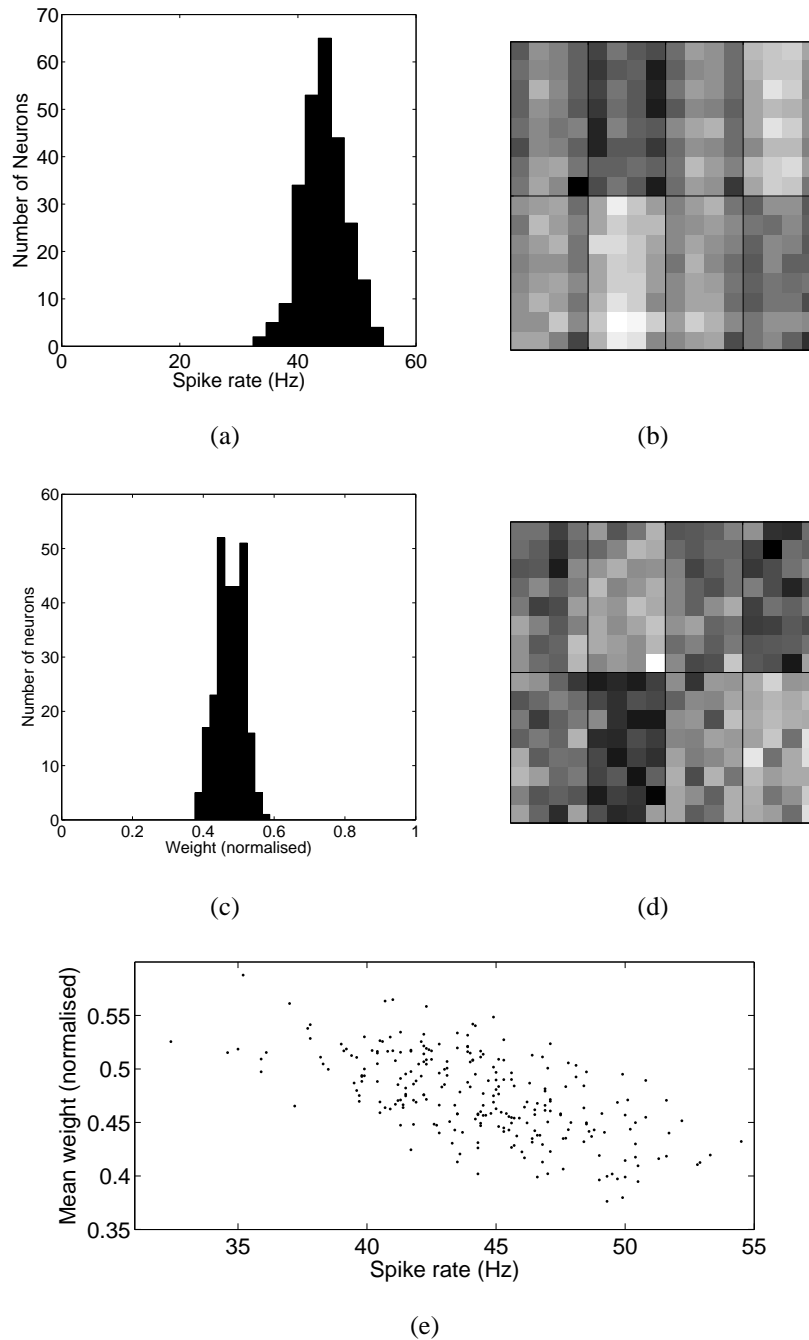 70
60
50
40
30
20
10
0
Number of Neurons
0 20 40 60
Spike rate (Hz)
(a)
(b)
60
50
40
30
20
10
0
Number of neurons
0 0.2 0.4 0.6 0.8 1
Weight (normalised)
(c)
(d)
0.55
0.5
0.45
0.4
0.35
Mean weight (normalised)
35 40 45 50 55
Spike rate (Hz)
(e)